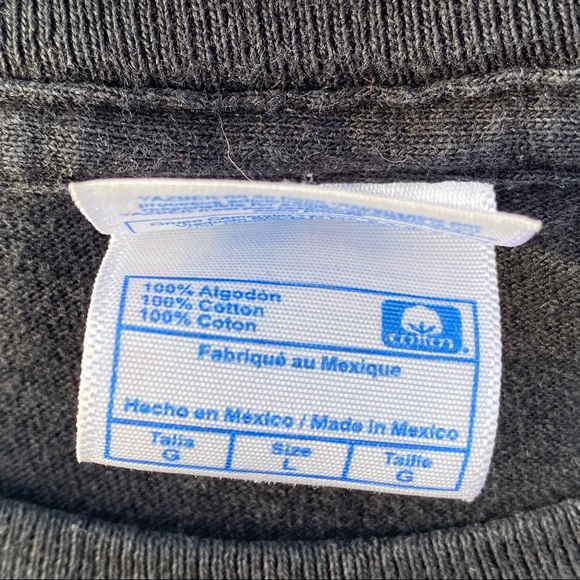 100% Algodón
100% Cotton
100% Coton
COTTON
®
Fabriqué au Mexique
Hecho en México / Made in Mexico
Talla Size Taille
G L G